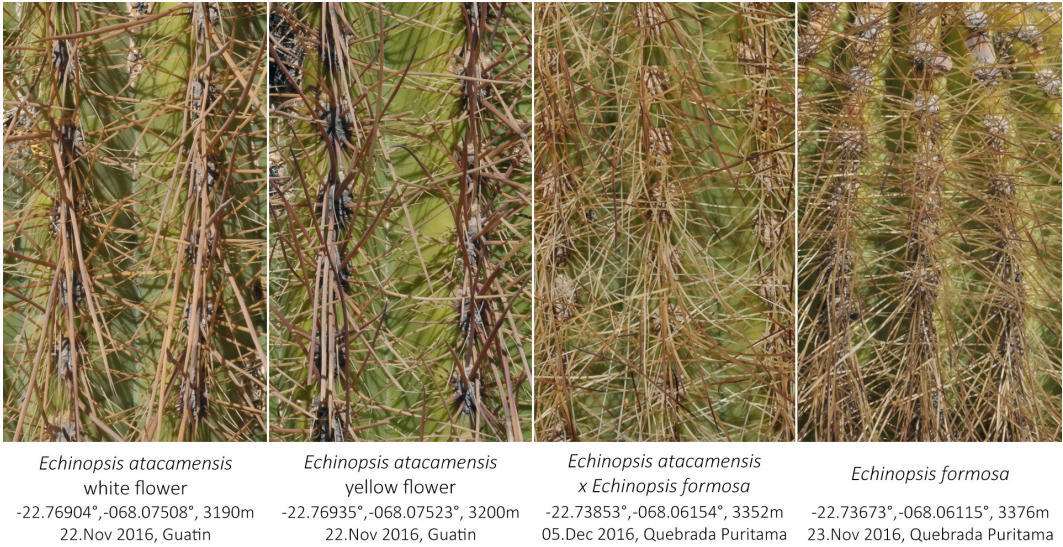 Echinopsis atacamensis
white flower
-22.76904°,-068.07508°, 3190m
22.Nov 2016, Guatin
Echinopsis atacamensis
yellow flower
-22.76935°,-068.07523°, 3200m
22.Nov 2016, Guatin
Echinopsis atacamensis
x Echinopsis formosa
-22.73853°,-068.06154°, 3352m
05.Dec 2016, Quebrada Puritama
Echinopsis formosa
-22.73673°,-068.06115°, 3376m
23.Nov 2016, Quebrada Puritama